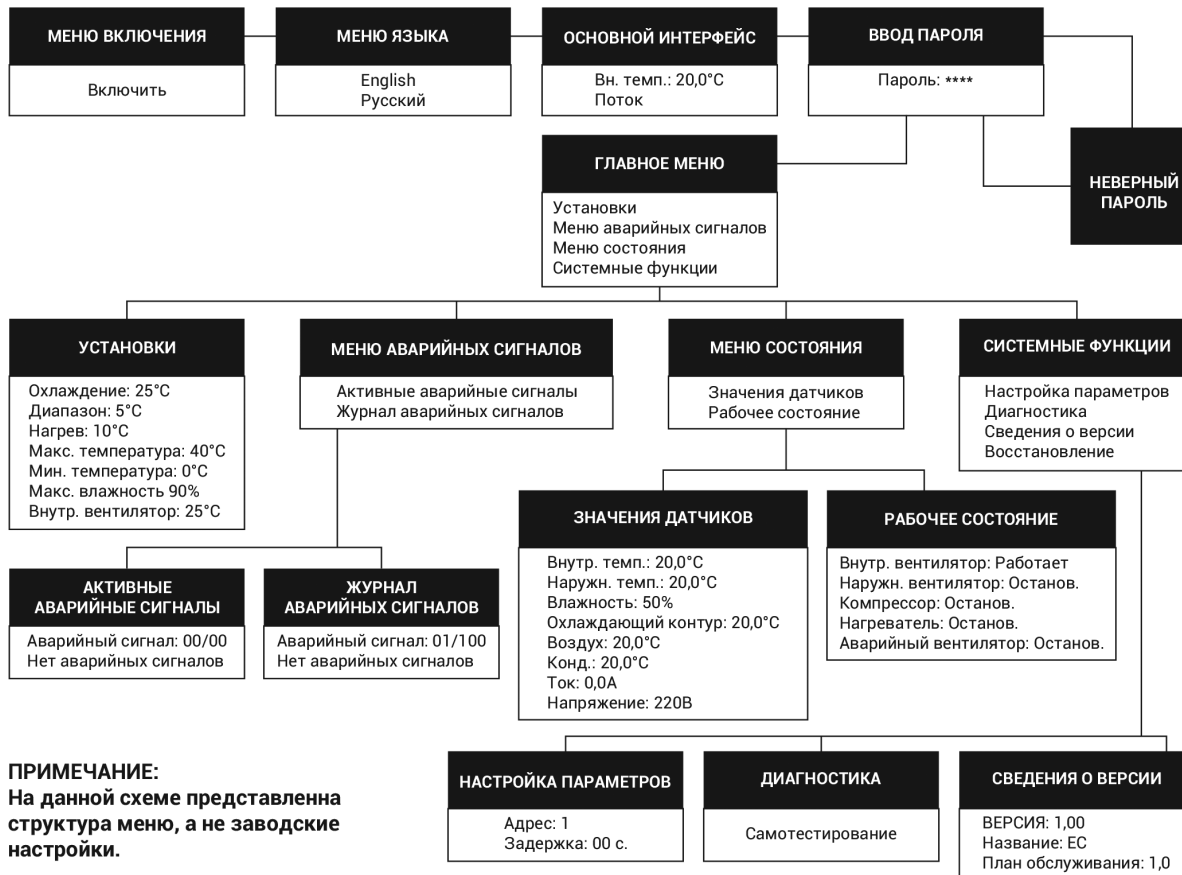 МЕНЮ ВКЛЮЧЕНИЯ
Включить
МЕНЮ ЯЗЫКА
English
Русский
ОСНОВНОЙ ИНТЕРФЕЙС
Вн. темп.: 20,0°C
Поток
ВВОД ПАРОЛЯ
Пароль: ****
НЕВЕРНЫЙ
ПАРОЛЬ
ГЛАВНОЕ МЕНЮ
Установки
Меню аварийных сигналов
Меню состояния
Системные функции
УСТАНОВКИ
Охлаждение: 25°C
Диапазон: 5°C
Нагрев: 10°C
Макс. температура: 40°C
Мин. температура: 0°C
Макс. влажность 90%
Внутр. вентилятор: 25°C
МЕНЮ АВАРИЙНЫХ СИГНАЛОВ
Активные аварийные сигналы
Журнал аварийных сигналов
МЕНЮ СОСТОЯНИЯ
Значения датчиков
Рабочее состояние
СИСТЕМНЫЕ ФУНКЦИИ
Настройка параметров
Диагностика
Сведения о версии
Восстановление
АКТИВНЫЕ
АВАРИЙНЫЕ СИГНАЛЫ
Аварийный сигнал: 00/00
Нет аварийных сигналов
ЖУРНАЛ
АВАРИЙНЫХ СИГНАЛОВ
Аварийный сигнал: 01/100
Нет аварийных сигналов
ЗНАЧЕНИЯ ДАТЧИКОВ
Внутр. темп.: 20,0°C
Наружн. темп.: 20,0°C
Влажность: 50%
Охлаждающий контур: 20,0°C
Воздух: 20,0°C
Конд.: 20,0°C
Ток: 0,0А
Напряжение: 220В
РАБОЧЕЕ СОСТОЯНИЕ
Внутр. вентилятор: Работает
Наружн. вентилятор: Останов.
Компрессор: Останов.
Нагреватель: Останов.
Аварийный вентилятор: Останов.
НАСТРОЙКА ПАРАМЕТРОВ
Адрес: 1
Задержка: 00 с.
ДИАГНОСТИКА
Самотестирование
СВЕДЕНИЯ О ВЕРСИИ
ВЕРСИЯ: 1,00
Название: EC
План обслуживания: 1,0
ПРИМЕЧАНИЕ:
На данной схеме представленна
структура меню, а не заводские
настройки.